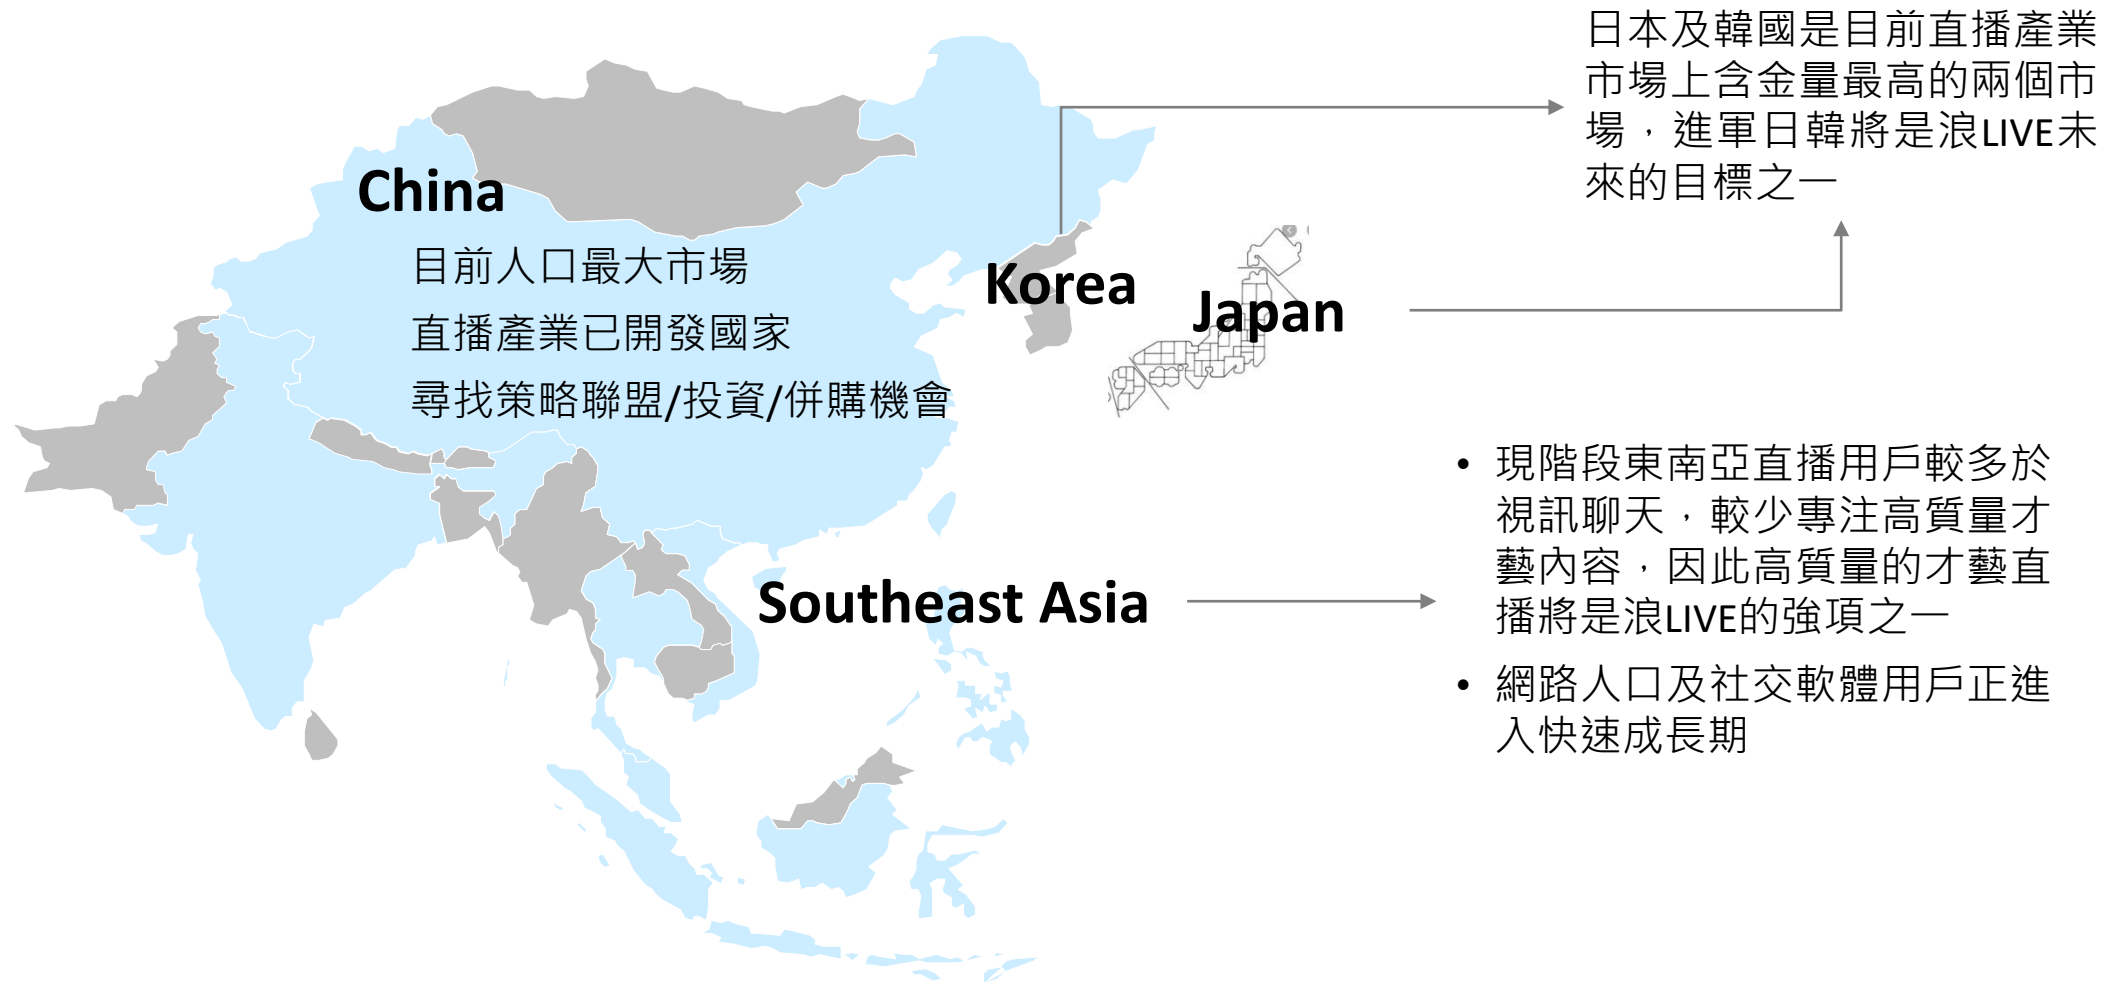 日本及韓國是目前直播產業
市場上含金量最高的兩個市
場，進軍日韓將是浪LIVE未
來的目標之一
China
目前人口最大市場
直播產業已開發國家
尋找策略聯盟/投資/併購機會
Korea
Japan
• 現階段東南亞直播用戶較多於
視訊聊天，較少專注高質量才
藝內容，因此高質量的才藝直
播將是浪LIVE的強項之一
Southeast Asia
• 網路人口及社交軟體用戶正進
入快速成長期